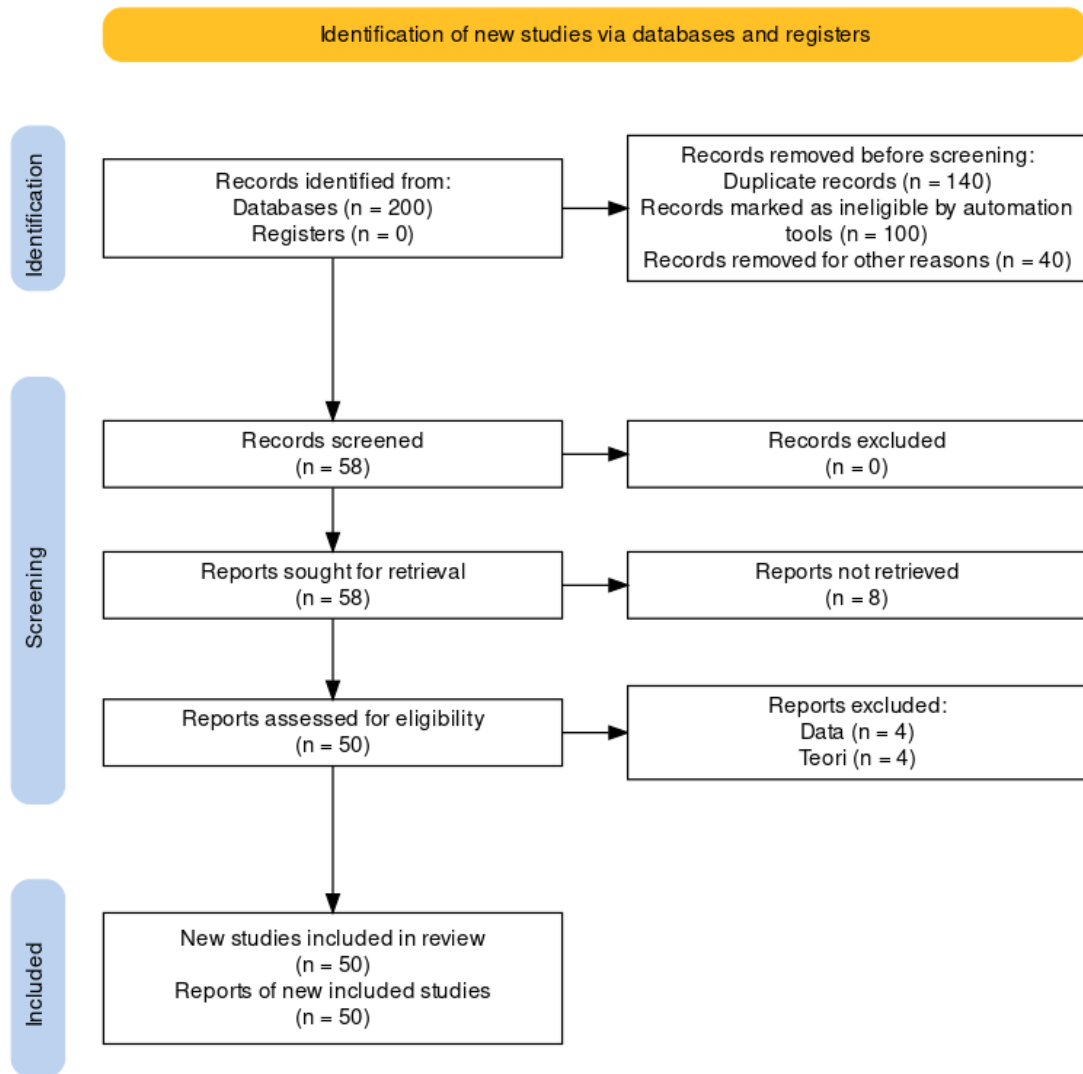 Identification of new studies via databases and registers
Identification
Records identified from:
Databases (n = 200)
Registers (n = 0)
Records removed before screening:
Duplicate records (n = 140)
Records marked as ineligible by automation
tools (n = 100)
Records removed for other reasons (n = 40)
Screening
Records screened
(n = 58)
Records excluded
(n = 0)
Reports sought for retrieval
(n = 58)
Reports not retrieved
(n = 8)
Reports assessed for eligibility
(n = 50)
Reports excluded:
Data (n = 4)
Teori (n = 4)
Included
New studies included in review
(n = 50)
Reports of new included studies
(n = 50)